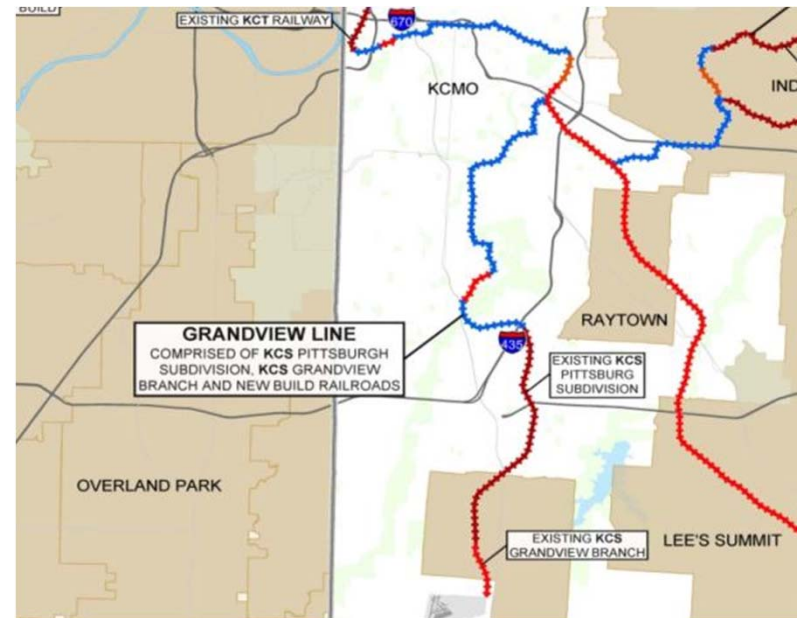 BUILD
EXISTING KCT RAILWAY
670
KCMO
IND
GRANDVIEW LINE
COMPRISED OF KCS PITTSBURGH
SUBDIVISION, KCS GRANDVIEW
BRANCH AND NEW BUILD RAILROADS
RAYTOWN
435
EXISTING KCS
PITTSBURG
SUBDIVISION
OVERLAND PARK
EXISTING KCS
GRANDVIEW BRANCH
LEE'S SUMMIT